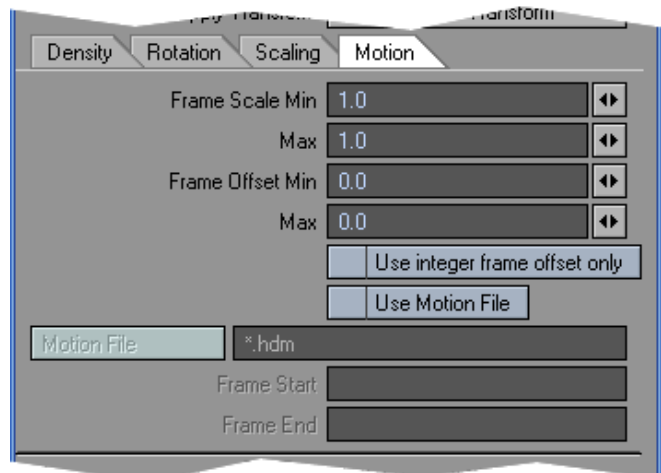 Density Rotation Scaling Motion
Frame Scale Min 1.0
Max 1.0
Frame Offset Min 0.0
Max 0.0
Use integer frame offset only
Use Motion File
Motion File *.hdm
Frame Start
Frame End